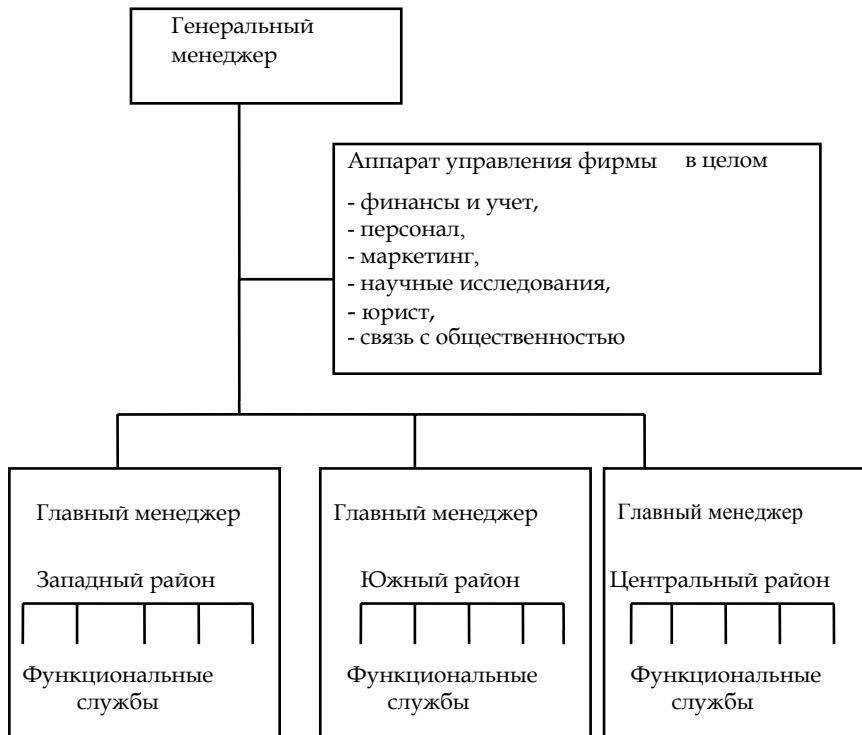 Генеральный
менеджер
Аппарат управления фирмы в целом
- финансы и учет,
- персонал,
- маркетинг,
- научные исследования,
- юрист,
- связь с общественностью
Главный менеджер
Западный район
Функциональные
службы
Главный менеджер
Южный район
Функциональные
службы
Главный менеджер
Центральный район
Функциональные
службы